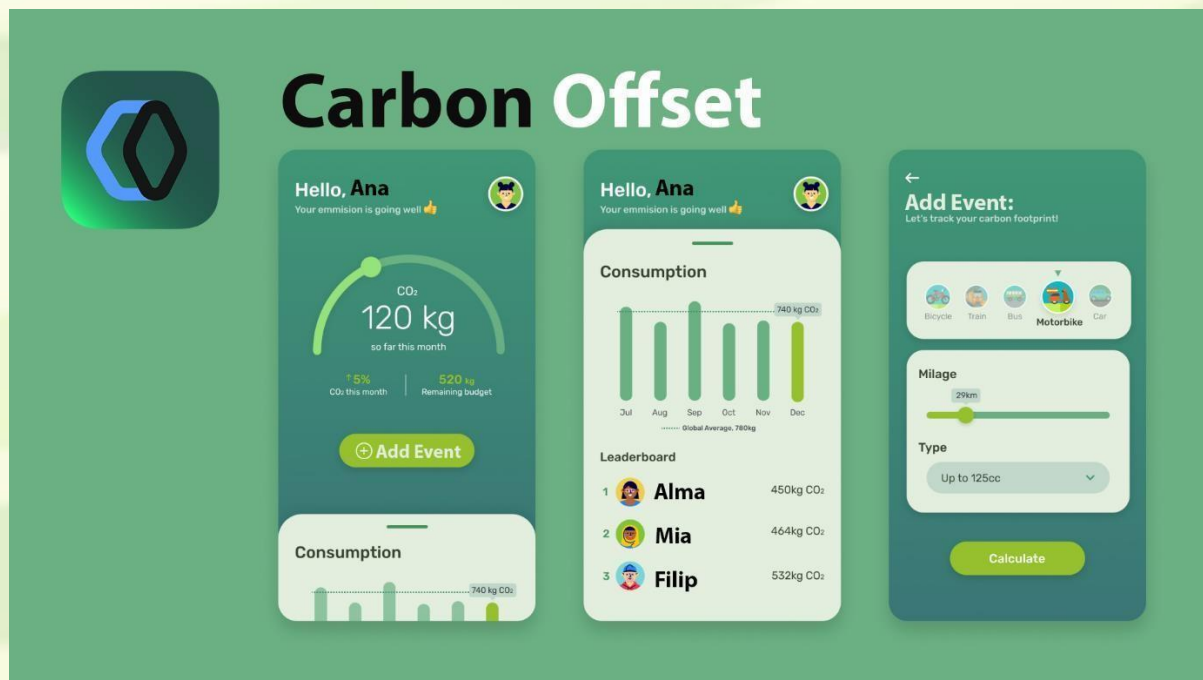 Carbon Offset
Hello, Ana
Your emmision is going well
CO₂
120 kg
so far this month
↑5%
CO₂ this month
520 kg
Remaining budget
Add Event
Consumption
740 kg CO₂
Hello, Ana
Your emmision is going well
Consumption
740 kg CO₂
Jul Aug Sep Oct Nov Dec
Global Average, 780kg
Leaderboard
1 Alma 450kg CO₂
2 Mia 464kg CO₂
3 Filip 532kg CO₂
Add Event:
Let's track your carbon footprint!
Bicycle Train Bus Motorbike Car
Milage
29km
Type
Up to 125cc
Calculate